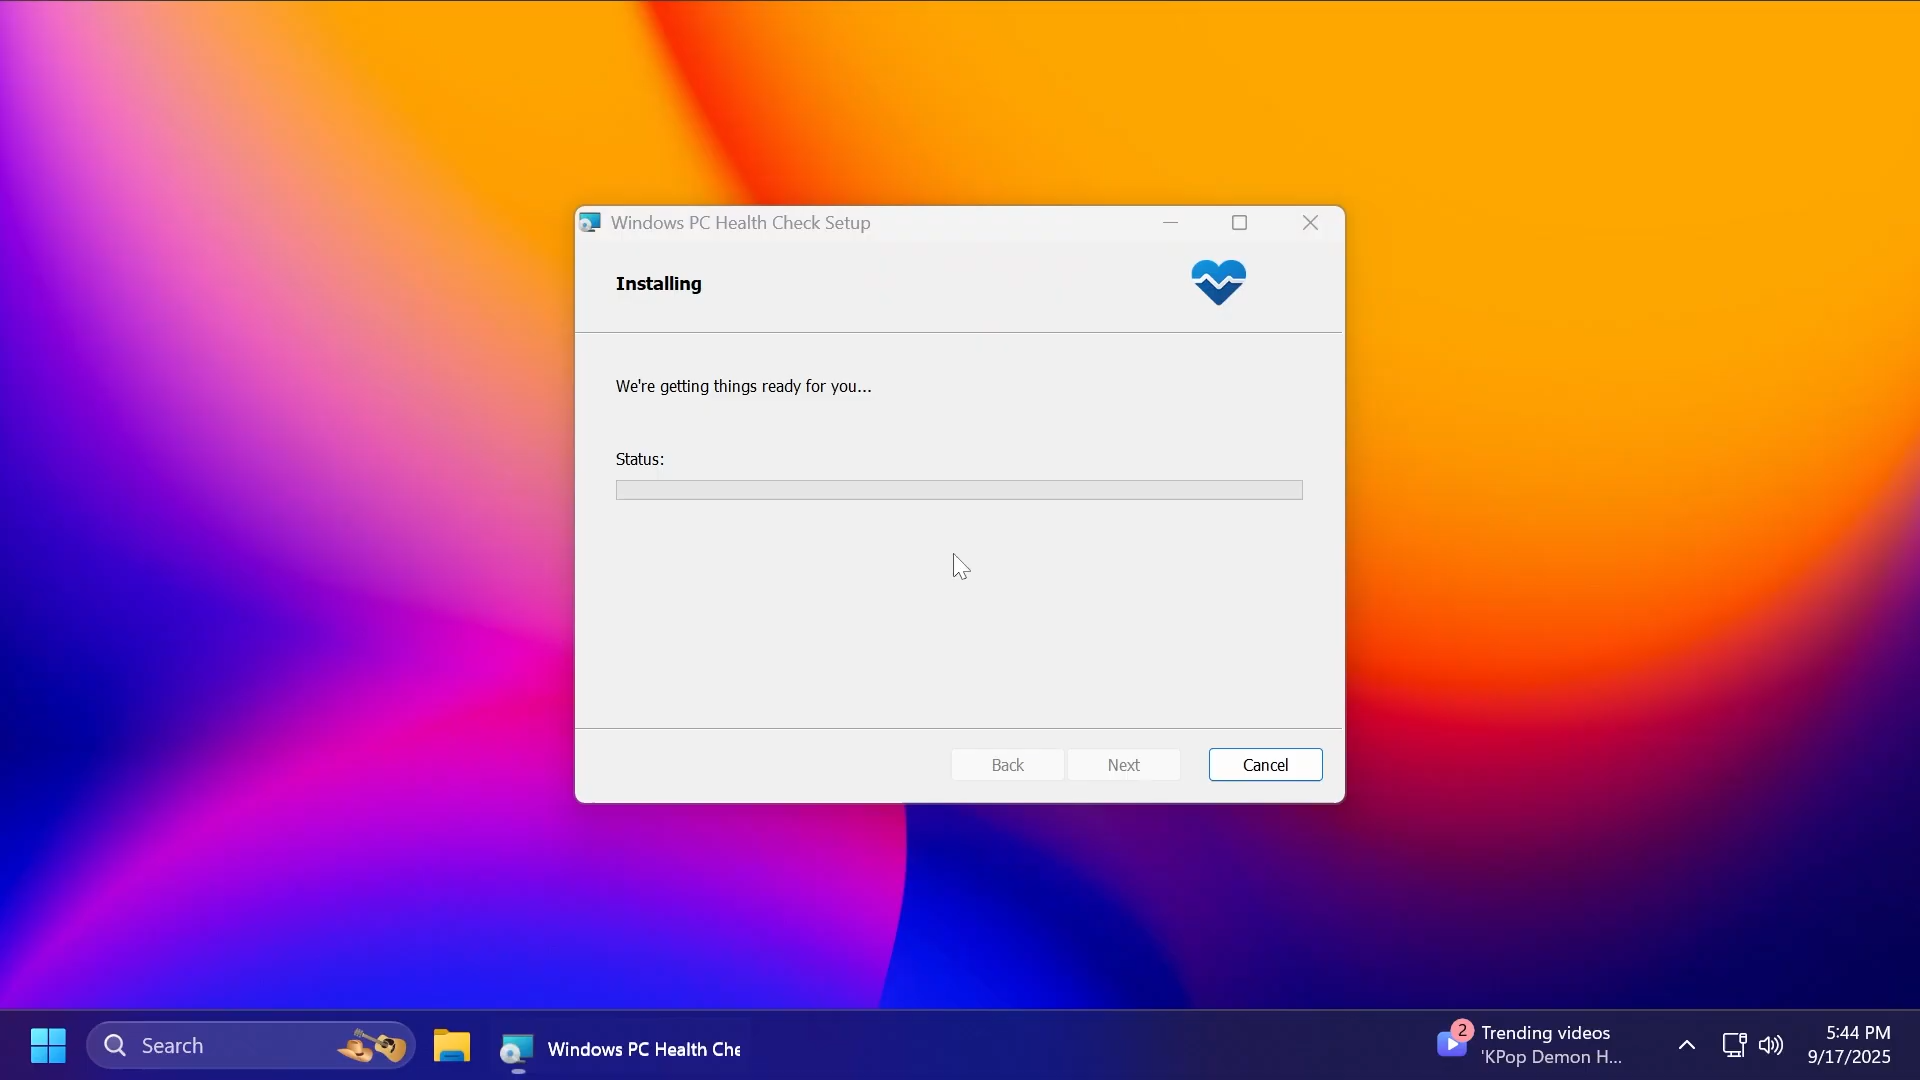 Windows PC Health Check Setup
Installing
We're getting things ready for you...
Status:
Back
Next
Cancel
Search
Windows PC Health Che
2
Trending videos
'KPop Demon H...
5:44 PM
9/17/2025